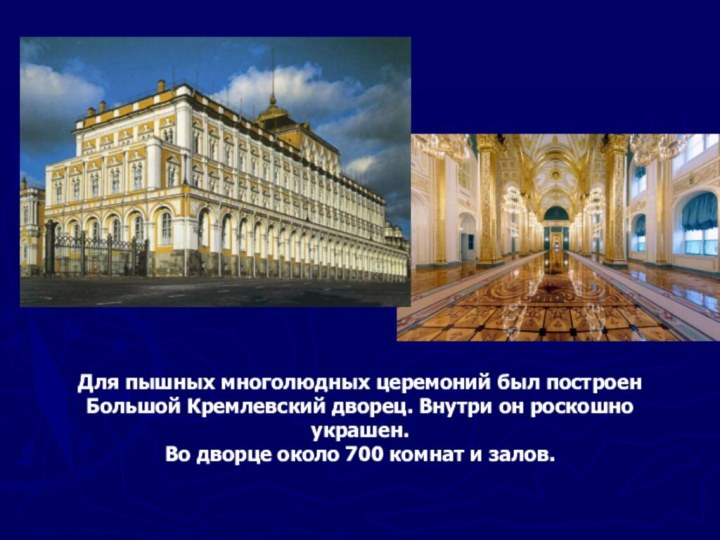 Для пышных многолюдных церемоний был построен
Большой Кремлевский дворец. Внутри он роскошно
украшен.
Во дворце около 700 комнат и залов.